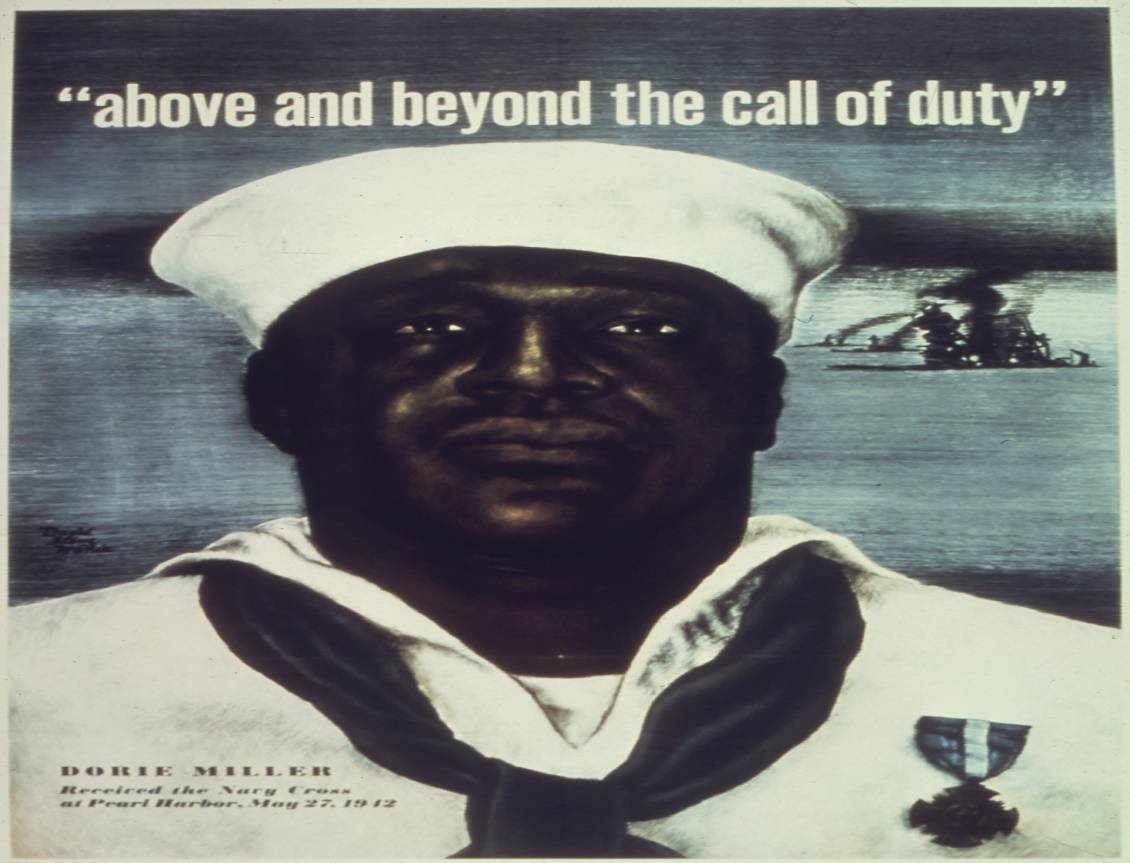 “above and beyond the call of duty”
DORIE MILLER
Received the Navy Cross
at Pearl Harbor, May 27, 1942